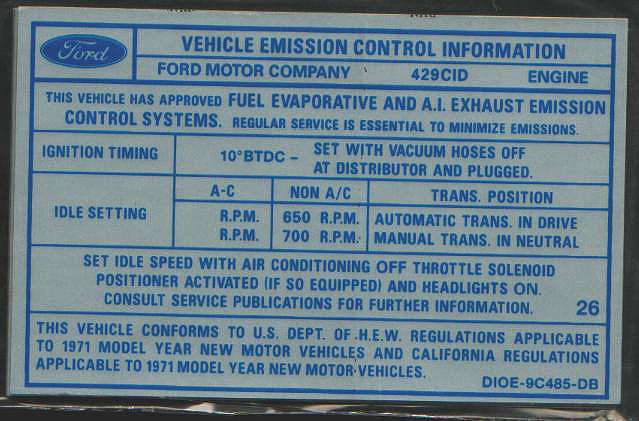 Ford
VEHICLE EMISSION CONTROL INFORMATION
FORD MOTOR COMPANY 429CID ENGINE
THIS VEHICLE HAS APPROVED FUEL EVAPORATIVE AND A.I. EXHAUST EMISSION
CONTROL SYSTEMS. REGULAR SERVICE IS ESSENTIAL TO MINIMIZE EMISSIONS.
IGNITION TIMING 10°BTDC – SET WITH VACUUM HOSES OFF
AT DISTRIBUTOR AND PLUGGED.
IDLE SETTING
A-C NON A/C TRANS. POSITION
R.P.M. 650 R.P.M. AUTOMATIC TRANS. IN DRIVE
R.P.M. 700 R.P.M. MANUAL TRANS. IN NEUTRAL
SET IDLE SPEED WITH AIR CONDITIONING OFF THROTTLE SOLENOID
POSITIONER ACTIVATED (IF SO EQUIPPED) AND HEADLIGHTS ON.
CONSULT SERVICE PUBLICATIONS FOR FURTHER INFORMATION. 26
THIS VEHICLE CONFORMS TO U.S. DEPT. OF .H.E.W. REGULATIONS APPLICABLE
TO 1971 MODEL YEAR NEW MOTOR VEHICLES AND CALIFORNIA REGULATIONS
APPLICABLE TO 1971 MODEL YEAR NEW MOTOR VEHICLES.
DIOE-9C485-DB